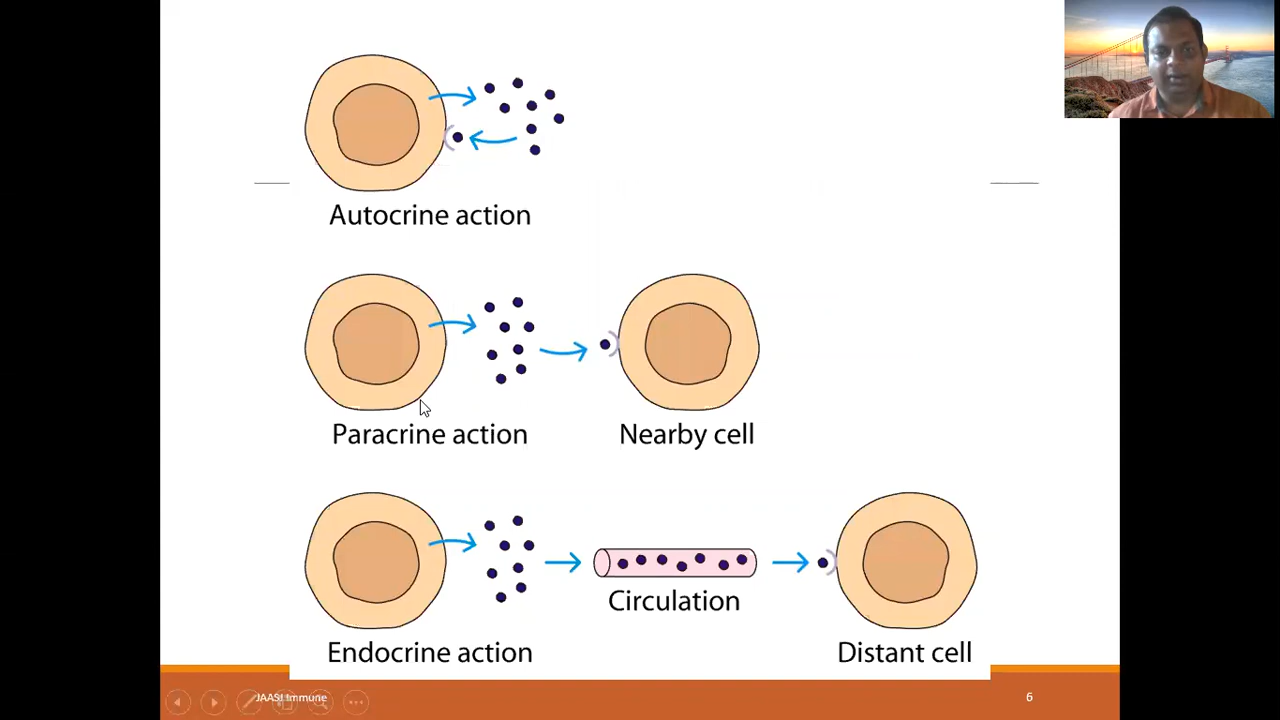 Autocrine action
Paracrine action
Nearby cell
Circulation
Endocrine action
Distant cell
JAASI Immune
6